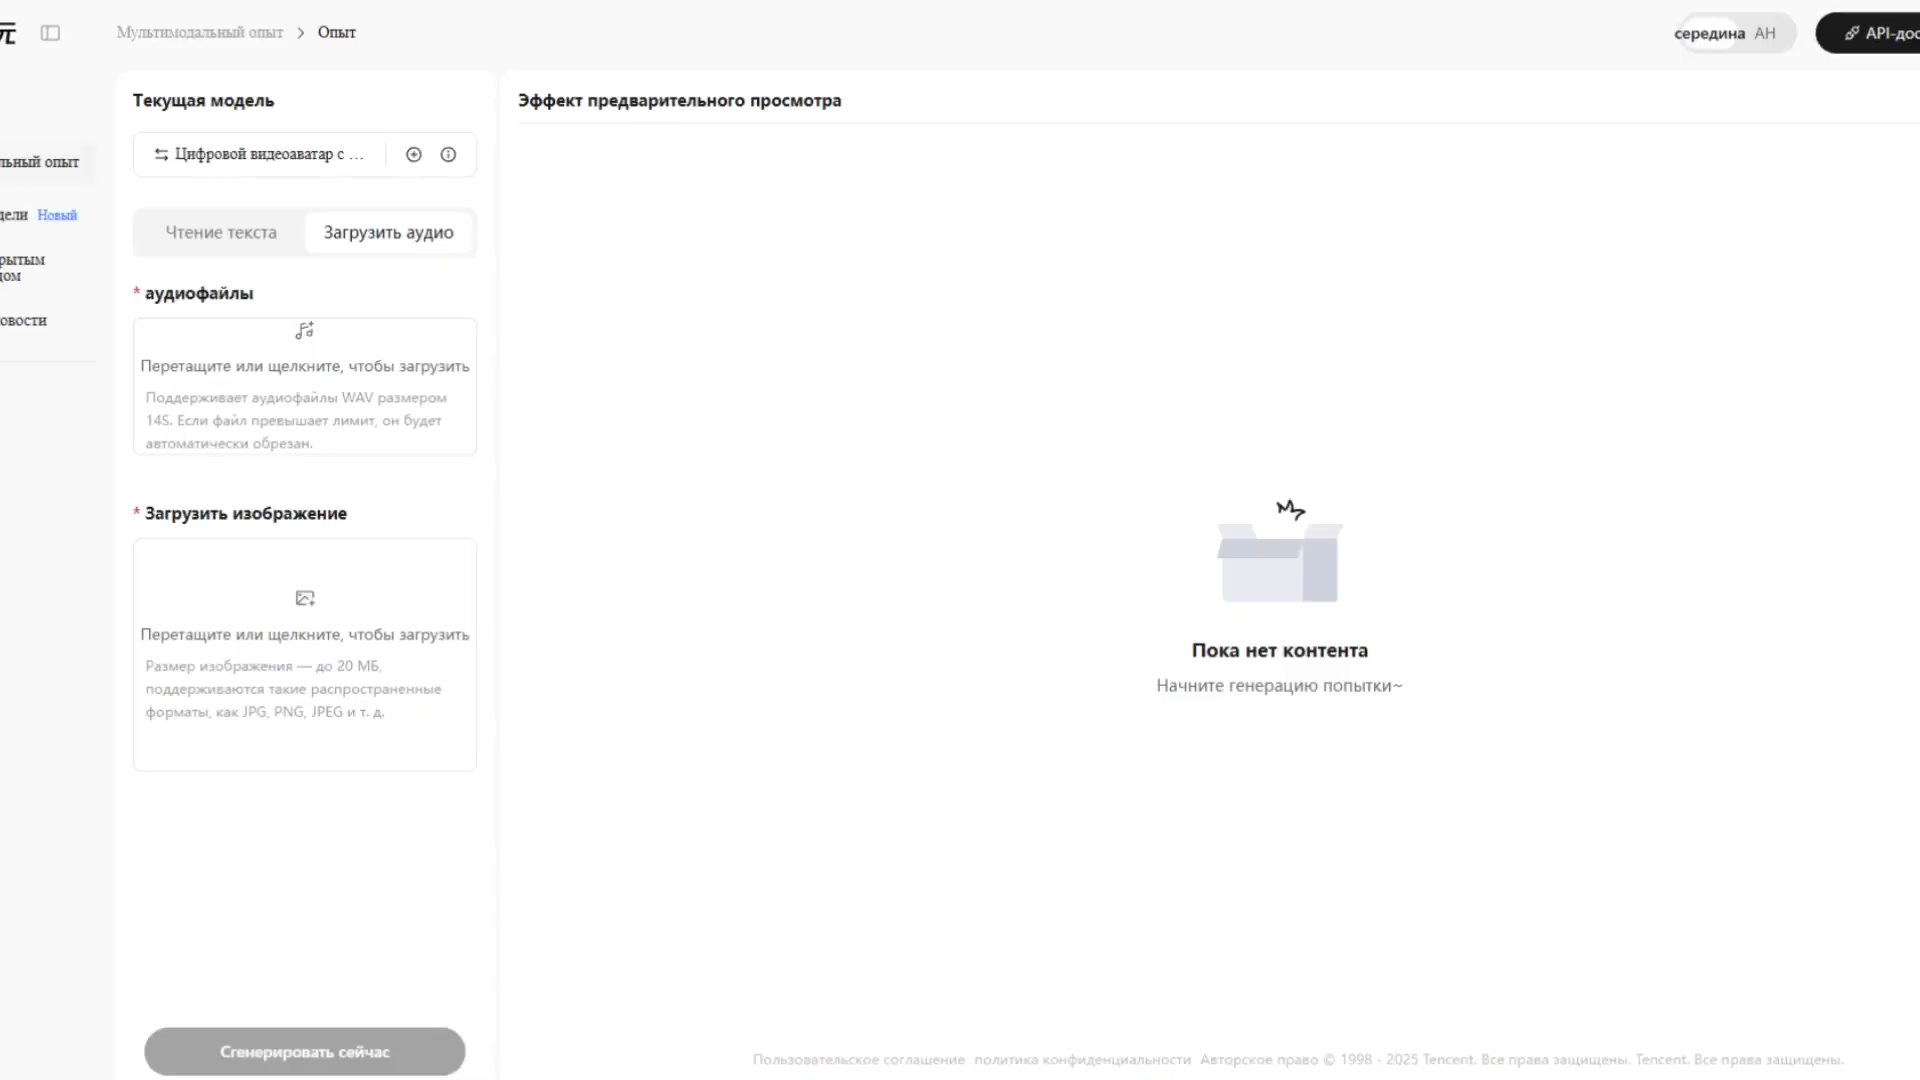 Мультимодальный опыт > Опыт
середина АН
API-дос
льный опыт
дели Новый
рытым
дом
овости
Текущая модель
Цифровой видеоаватар с ...
Чтение текста
Загрузить аудио
* аудиофайлы
Перетащите или щелкните, чтобы загрузить
Поддерживает аудиофайлы WAV размером
14S. Если файл превышает лимит, он будет
автоматически обрезан.
* Загрузить изображение
Перетащите или щелкните, чтобы загрузить
Размер изображения — до 20 МБ,
поддерживаются такие распространенные
форматы, как JPG, PNG, JPEG и т. д.
Сгенерировать сейчас
Эффект предварительного просмотра
Пока нет контента
Начните генерацию попытки~
Пользовательское соглашение политика конфиденциальности Авторское право © 1998 - 2025 Tencent. Все права защищены. Tencent. Все права защищены.